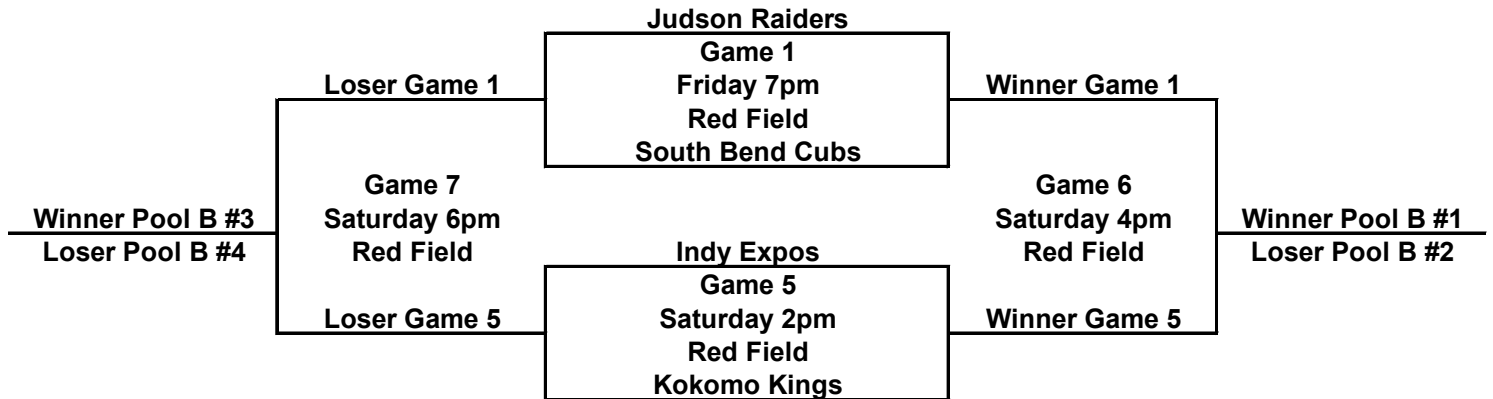 Judson Raiders
Game 1
Loser Game 1 Friday 7pm Winner Game 1
Red Field
South Bend Cubs
Game 7 Game 6
Winner Pool B #3 Saturday 6pm Saturday 4pm Winner Pool B #1
Loser Pool B #4 Red Field Indy Expos Red Field Loser Pool B #2
Game 5
Loser Game 5 Saturday 2pm Winner Game 5
Red Field
Kokomo Kings